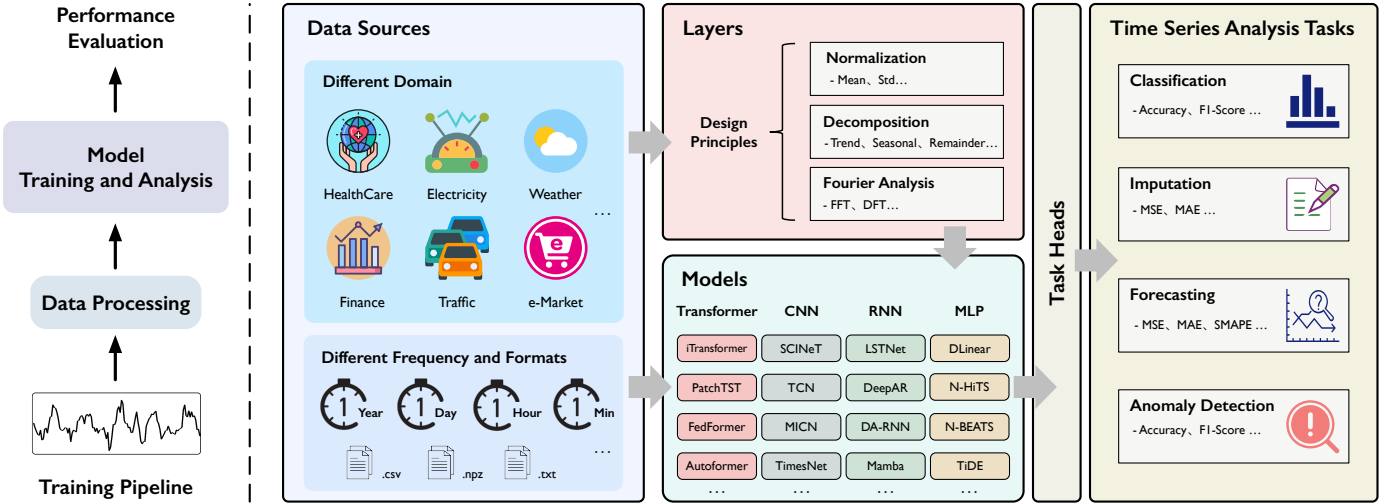 Performance
Evaluation
Model
Training and Analysis
Data Processing
Training Pipeline
Data Sources
Different Domain
HealthCare
Electricity
Weather
...
Finance
Traffic
e
e-Market
Different Frequency and Formats
1 Year
1 Day
1 Hour
1 Min
...
.csv
.npz
.txt
Layers
Design
Principles
Normalization
- Mean、Std...
Decomposition
- Trend、Seasonal、Remainder...
Fourier Analysis
- FFT、DFT...
Models
Transformer
CNN
RNN
MLP
iTransformer
SCINeT
LSTNet
DLinear
PatchTST
TCN
DeepAR
N-HiTS
FedFormer
MICN
DA-RNN
N-BEATS
Autoformer
TimesNet
Mamba
TiDE
...
...
...
...
Task Heads
Time Series Analysis Tasks
Classification
- Accuracy、F1-Score ...
Imputation
- MSE、MAE ...
Forecasting
- MSE、MAE、SMAPE ...
Anomaly Detection
- Accuracy、F1-Score ...